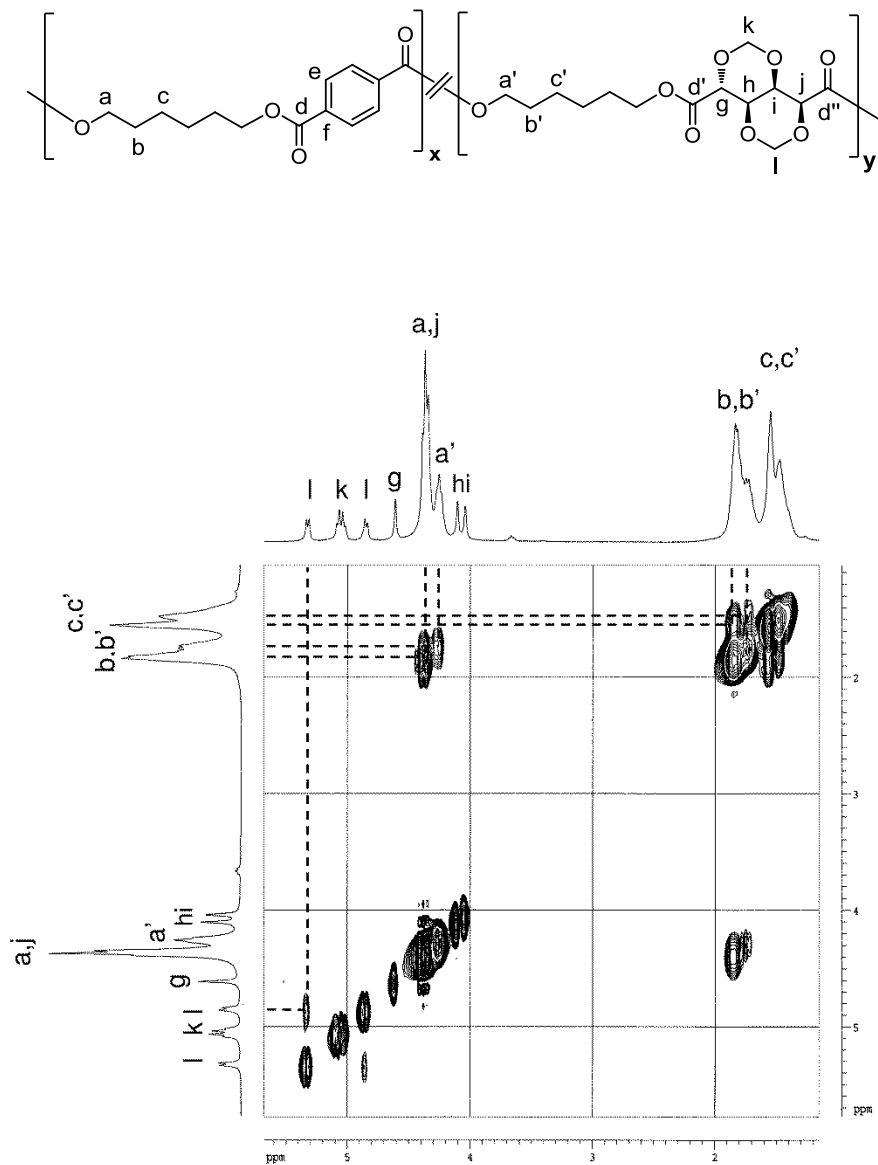 O
k
e
O
O
a
c
a'
c'
d'
h
j
O
d
O
g
i
O
b
O
f
O
b'
O
O
O
d''
O
x
l
y
a,j
c,c'
b,b'
a'
l
k
l
g
hi
c.c'
b.b'
2
3
hi
4
a'
a,j
g
l
k
5
l
ppm
ppm
5
4
3
2